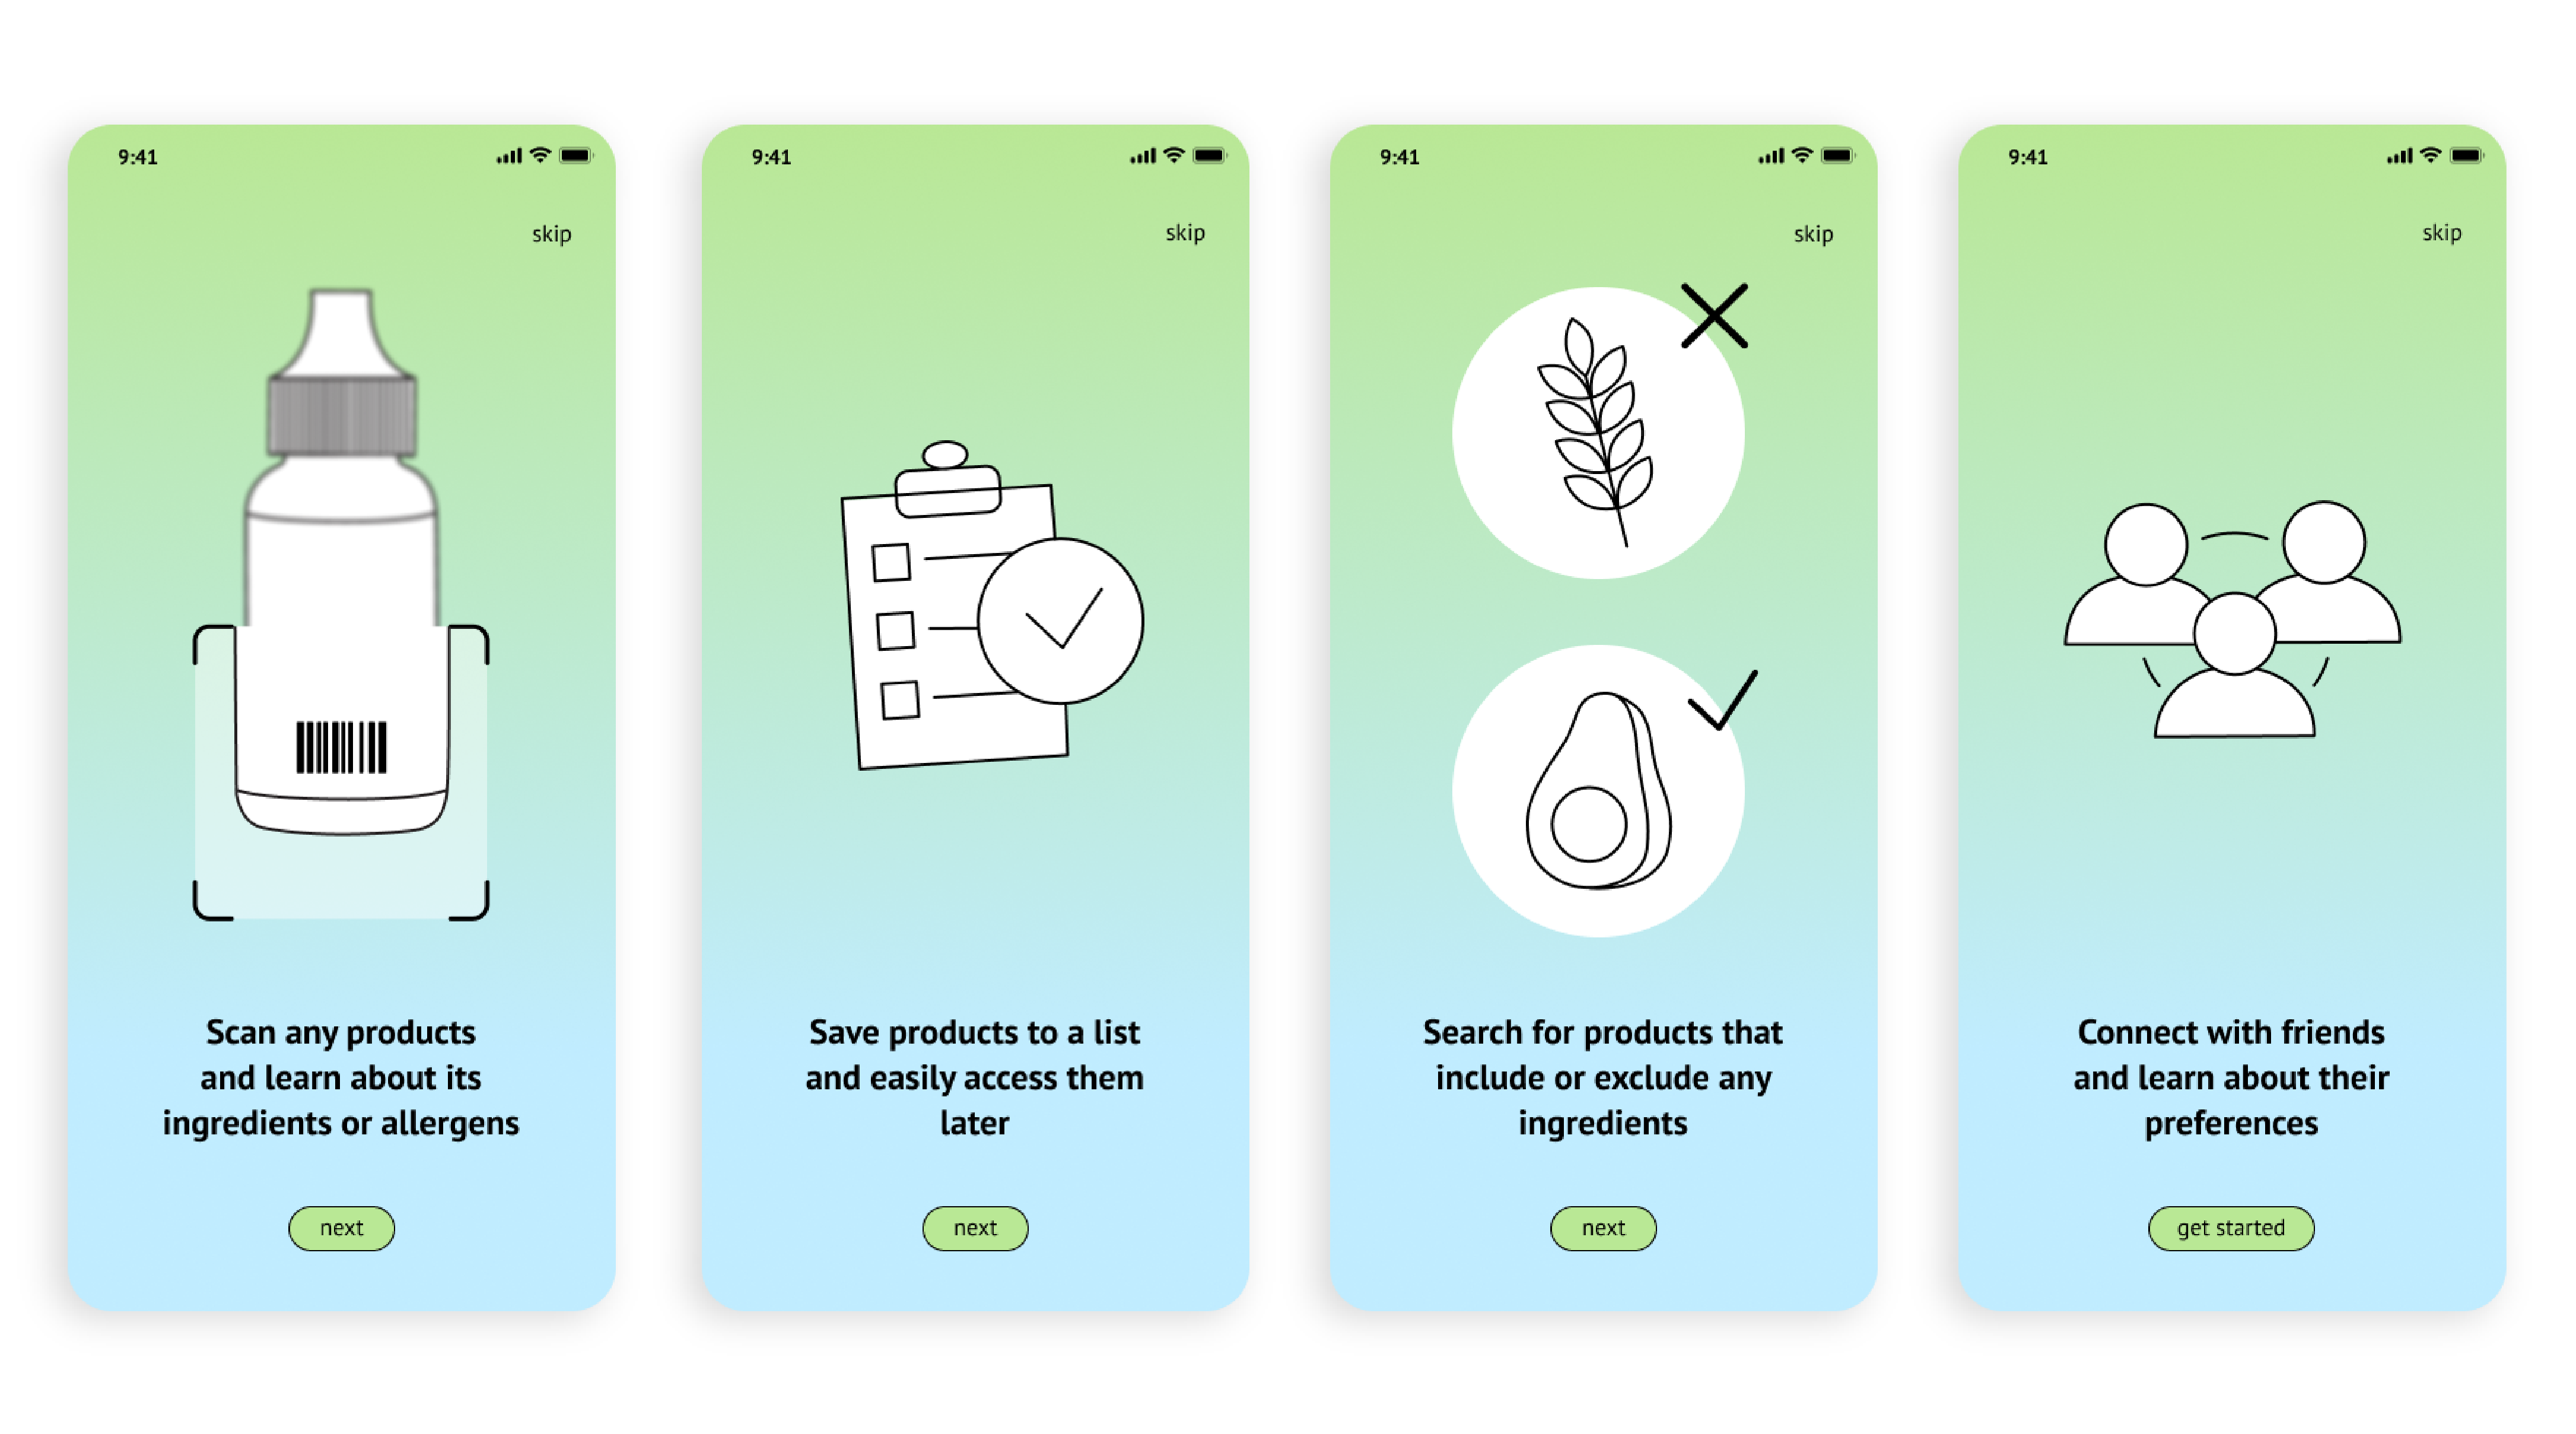 9:41
skip
Scan any products
and learn about its
ingredients or allergens
next
9:41
skip
Save products to a list
and easily access them
later
next
9:41
skip
Search for products that
include or exclude any
ingredients
next
9:41
skip
Connect with friends
and learn about their
preferences
get started